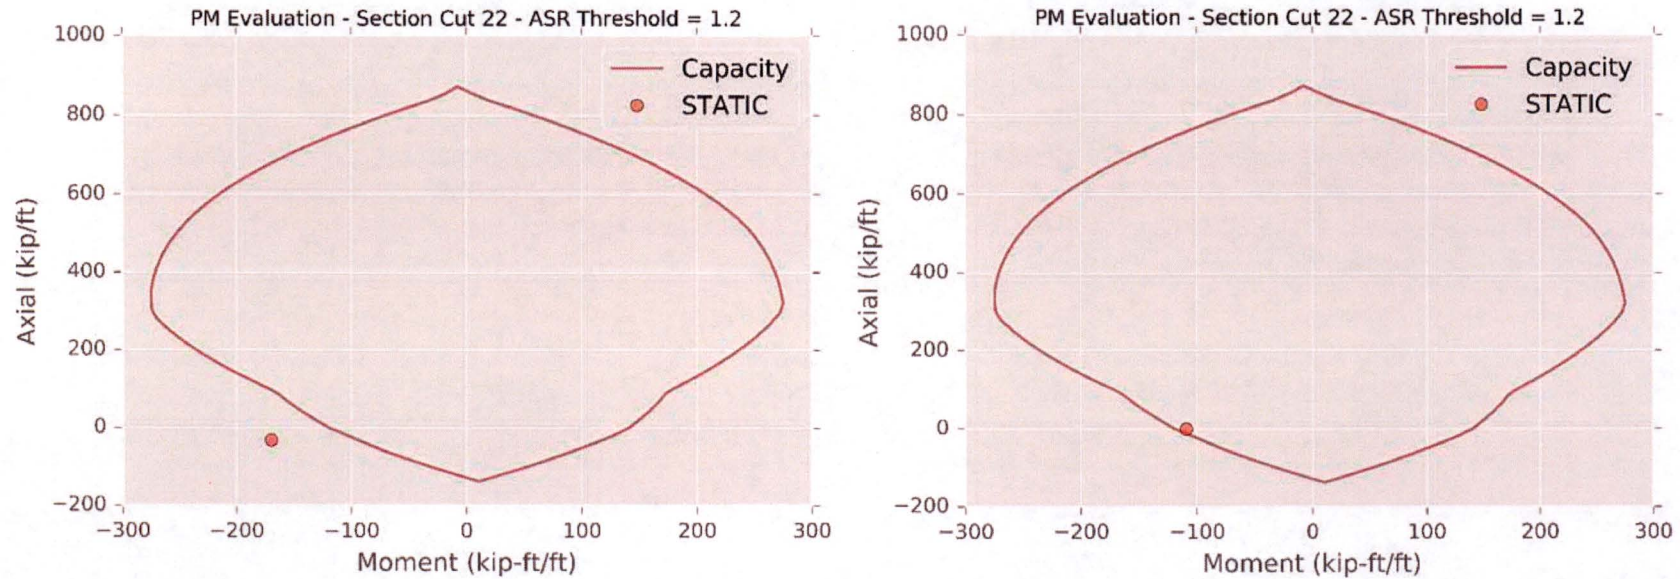 PM Evaluation - Section Cut 22 - ASR Threshold = 1.2
Capacity
STATIC
1000
800
600
400
200
0
−200
Axial (kip/ft)
−300
−200
−100
0
100
200
300
Moment (kip-ft/ft)
PM Evaluation - Section Cut 22 - ASR Threshold = 1.2
Capacity
STATIC
1000
800
600
400
200
0
−200
Axial (kip/ft)
−300
−200
−100
0
100
200
300
Moment (kip-ft/ft)